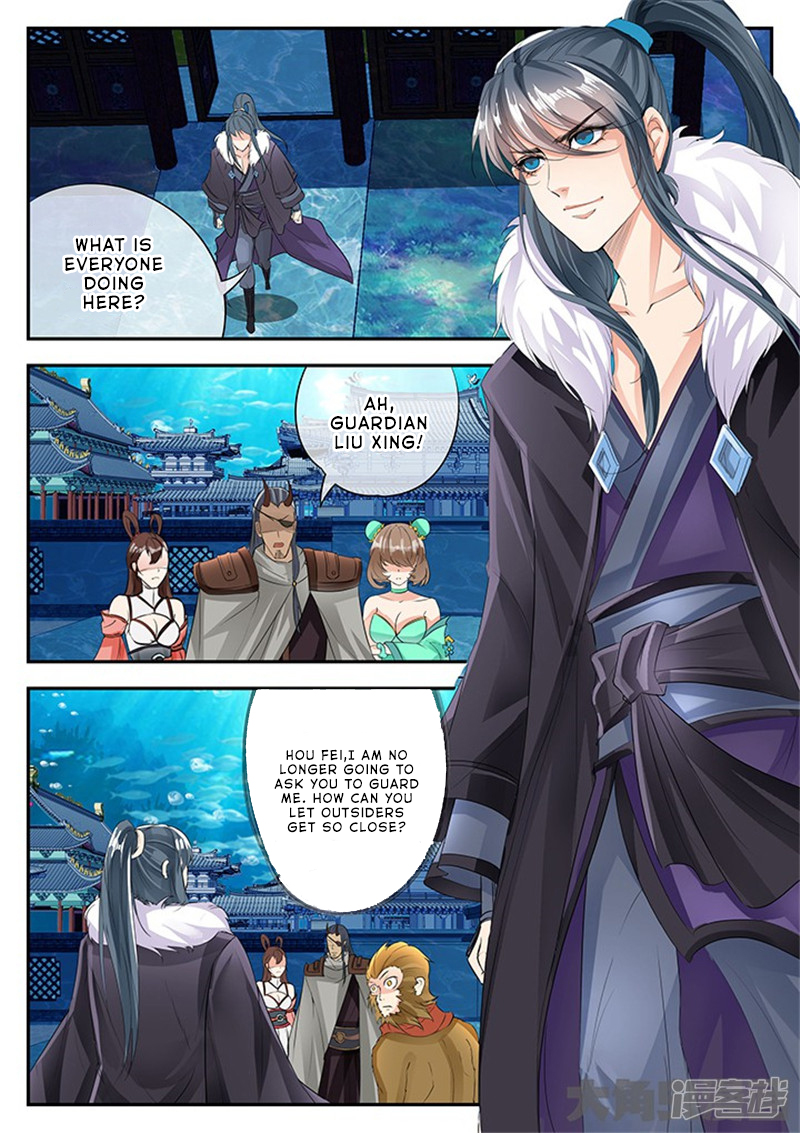 WHAT IS
EVERYONE
DOING
HERE?
AH,
GUARDIAN
LIU XING!
HOU FEI,I AM NO
LONGER GOING TO
ASK YOU TO GUARD
ME. HOW CAN YOU
LET OUTSIDERS
GET SO CLOSE?
大角
漫客栈